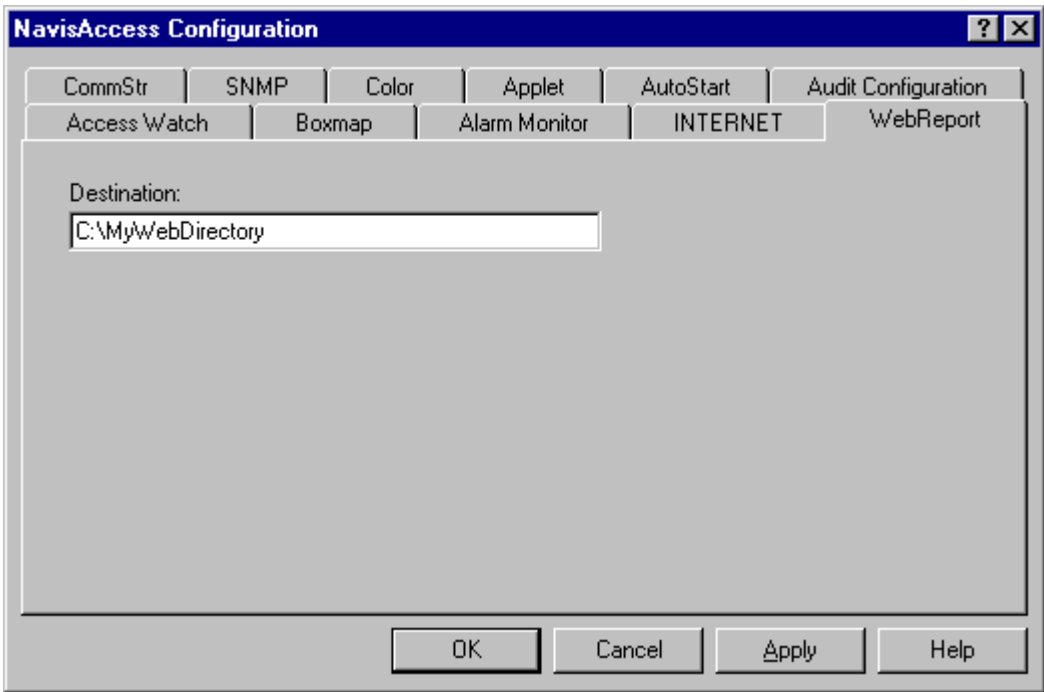 NavisAccess Configuration ? X
CommStr SNMP Color Applet AutoStart Audit Configuration
Access Watch Boxmap Alarm Monitor INTERNET WebReport
Destination:
C:\MyWebDirectory
OK Cancel Apply Help